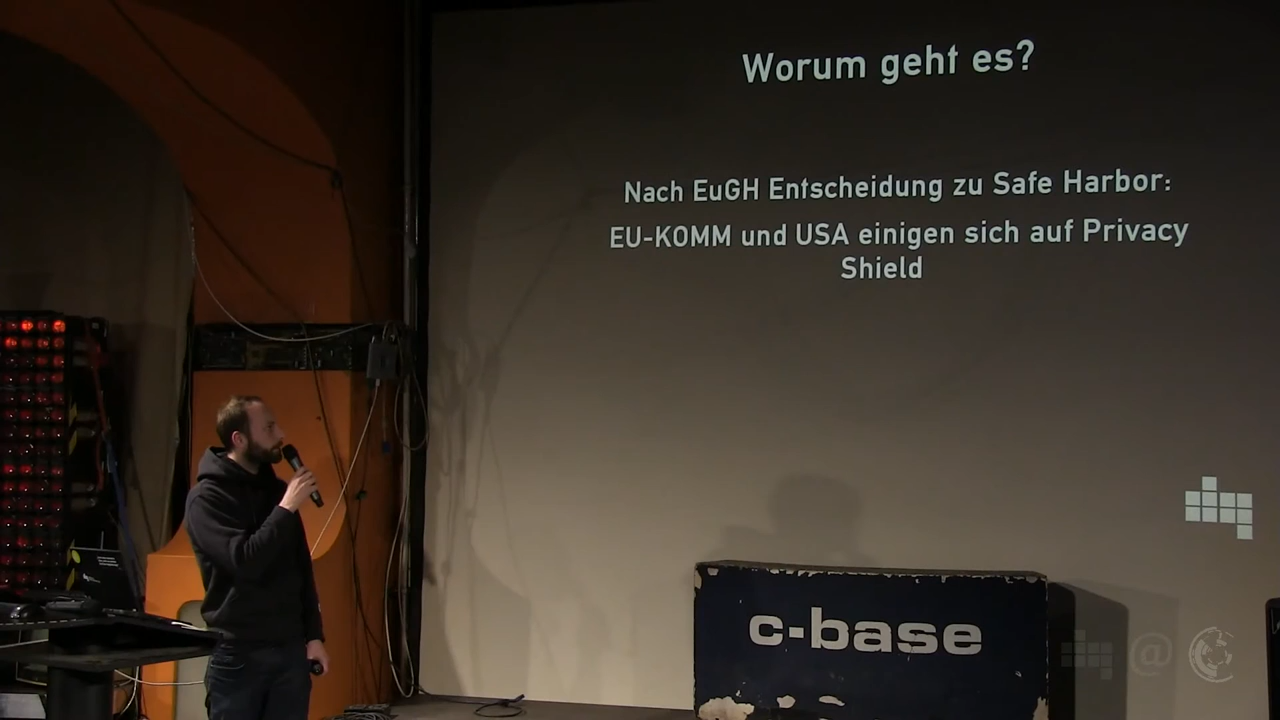 Worum geht es?
Nach EuGH Entscheidung zu Safe Harbor:
EU-KOMM und USA einigen sich auf Privacy
Shield
c-base
@